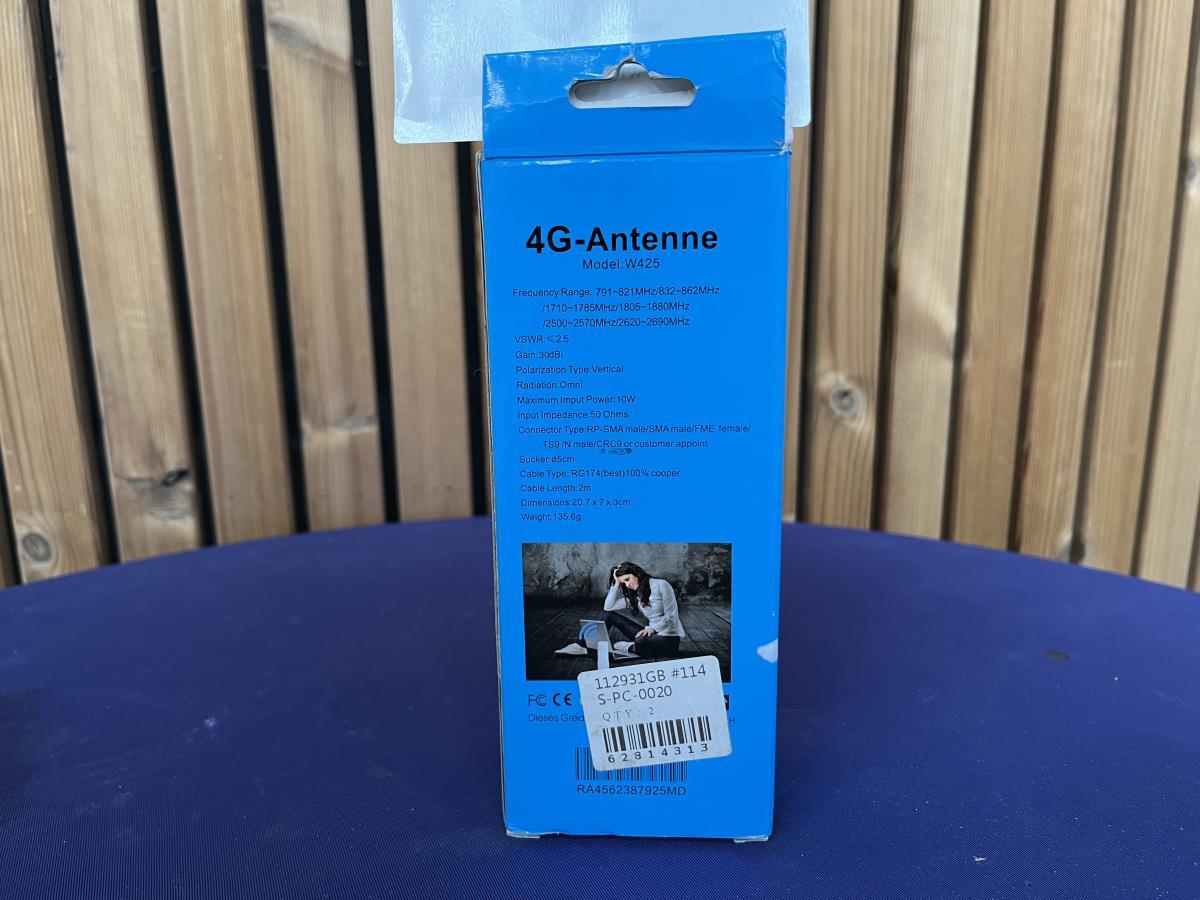 4G-Antenne
Model:W425
Frequency Range: 791~821MHz/832~862MHz
/1710~1785MHz/1805~1880MHz
/2500~2570MHz/2620~2690MHz
VSWR:≤2.5
Gain:30dBi
Polarization Type:Vertical
Radiation:Omni
Maximum Imput Power:10W
Input Impedance:50 Ohms
Connector Type:RP-SMA male/SMA male/FME female/
TS9 /N male/CRC9 or customer appoint
Sucker:ø5cm
Cable Type: RG174(best)100% cooper
Cable Length:2m
Dimensions:20.7 x 7 x 3cm
Weight:135.6g
FC CE
Dieses
112931GB #114
S-PC-0020
QTY: 2
62814313
RA4562387925MD